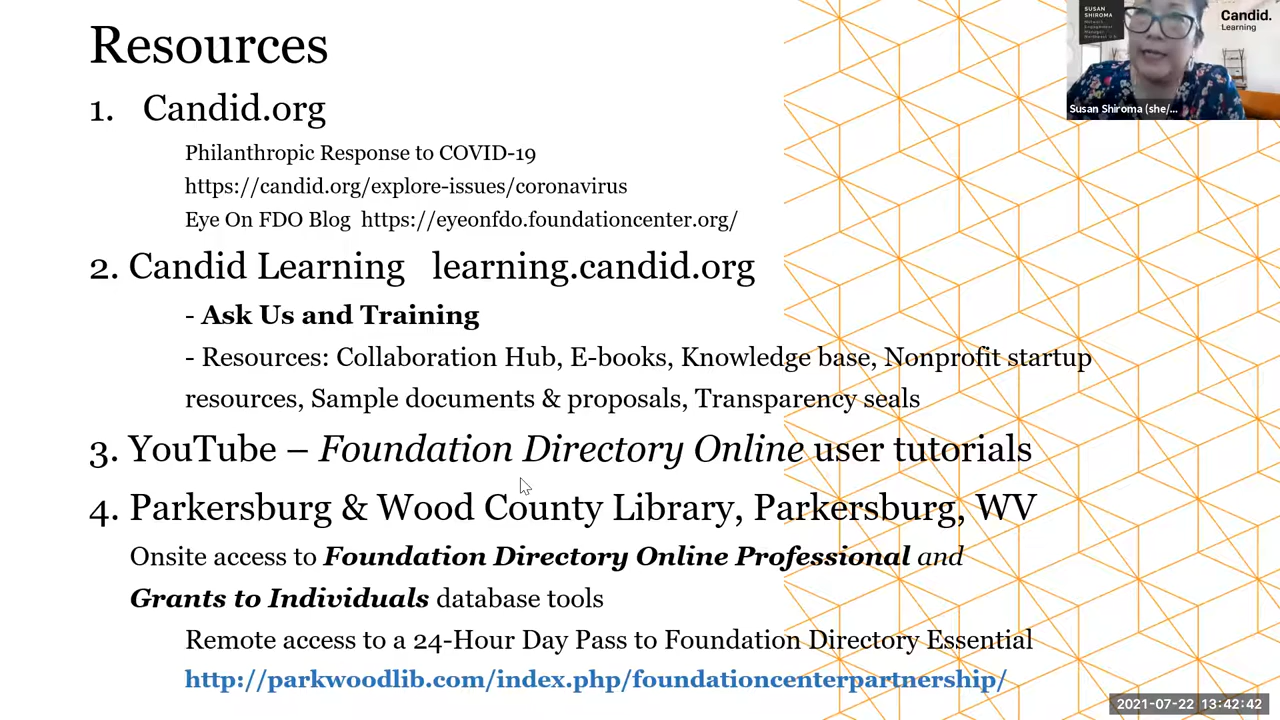 Resources
1. Candid.org
Philanthropic Response to COVID-19
https://candid.org/explore-issues/coronavirus
Eye On FDO Blog https://eyeonfdo.foundationcenter.org/
2. Candid Learning learning.candid.org
- Ask Us and Training
- Resources: Collaboration Hub, E-books, Knowledge base, Nonprofit startup
resources, Sample documents & proposals, Transparency seals
3. YouTube – Foundation Directory Online user tutorials
4. Parkersburg & Wood County Library, Parkersburg, WV
Onsite access to Foundation Directory Online Professional and
Grants to Individuals database tools
Remote access to a 24-Hour Day Pass to Foundation Directory Essential
http://parkwoodlib.com/index.php/foundationcenterpartnership/
SUSAN
SHIROMA
Candid.
Learning
Susan Shiroma (she/...
2021-07-22 13:42:42